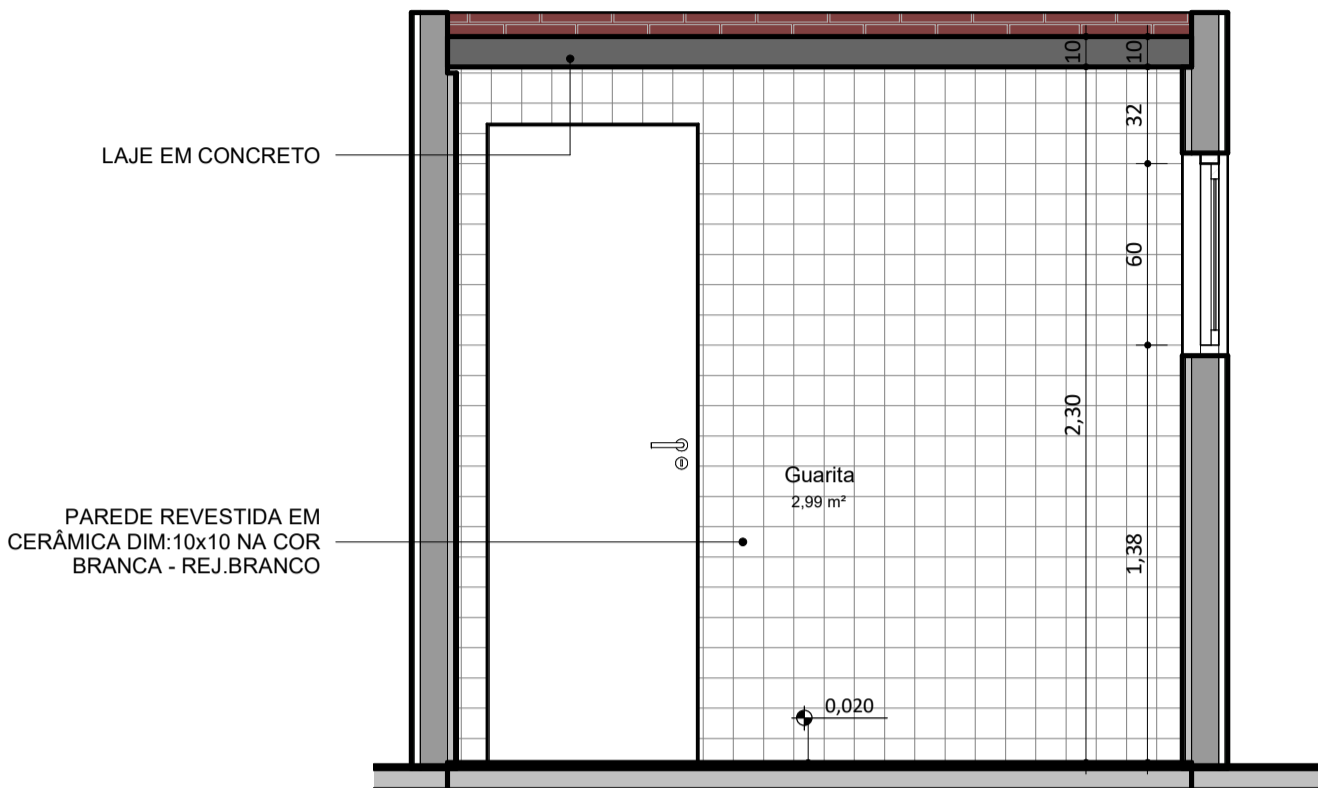 10
10
32
LAJE EM CONCRETO
60
2,30
Guarita
2,99 m²
PAREDE REVESTIDA EM
CERÂMICA DIM:10x10 NA COR
BRANCA - REJ.BRANCO
1,38
0,020